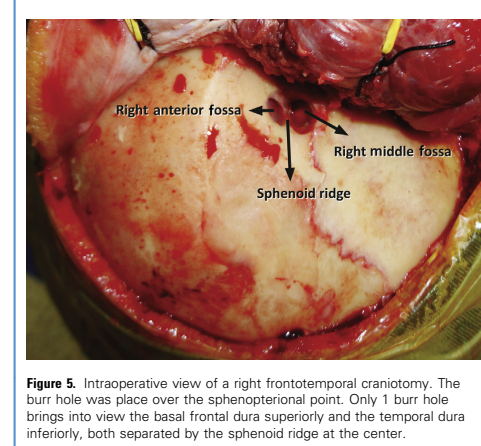 Right anterior fossa
Right middle fossa
Sphenoid ridge
Figure 5. Intraoperative view of a right frontotemporal craniotomy. The
burr hole was place over the sphenopterional point. Only 1 burr hole
brings into view the basal frontal dura superiorly and the temporal dura
inferiorly, both separated by the sphenoid ridge at the center.